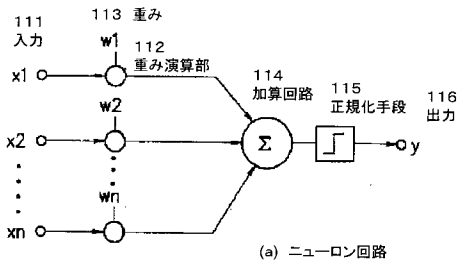 113 重み
111
入力
w1
112
重み演算部
x1
114
加算回路
115
正規化手段
116
出力
w2
x2
Σ
y
wn
xn
(a) ニューロン回路